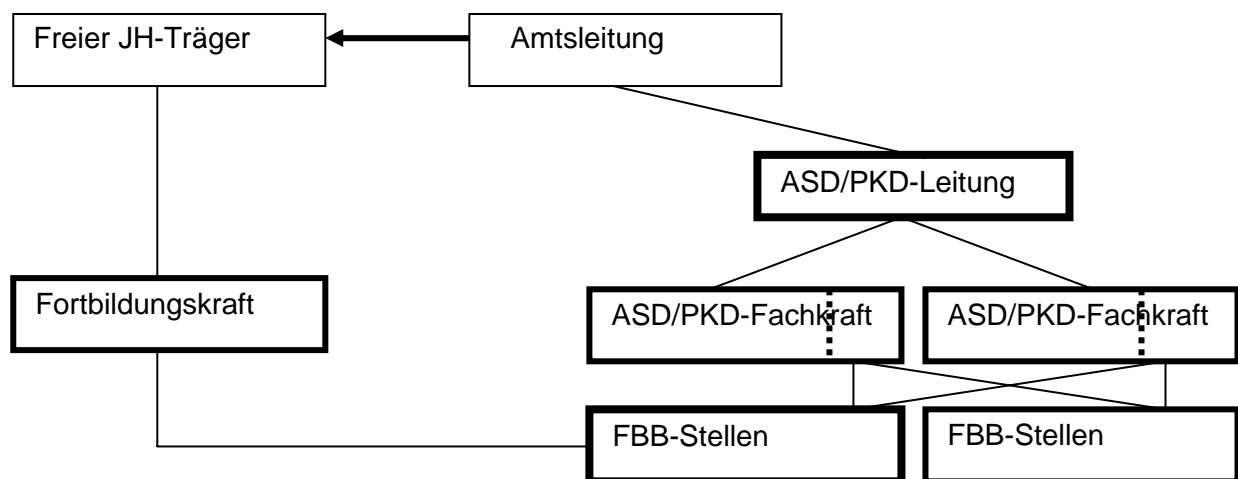 Freier JH-Träger
Amtsleitung
ASD/PKD-Leitung
Fortbildungskraft
ASD/PKD-Fachkraft
ASD/PKD-Fachkraft
FBB-Stellen
FBB-Stellen